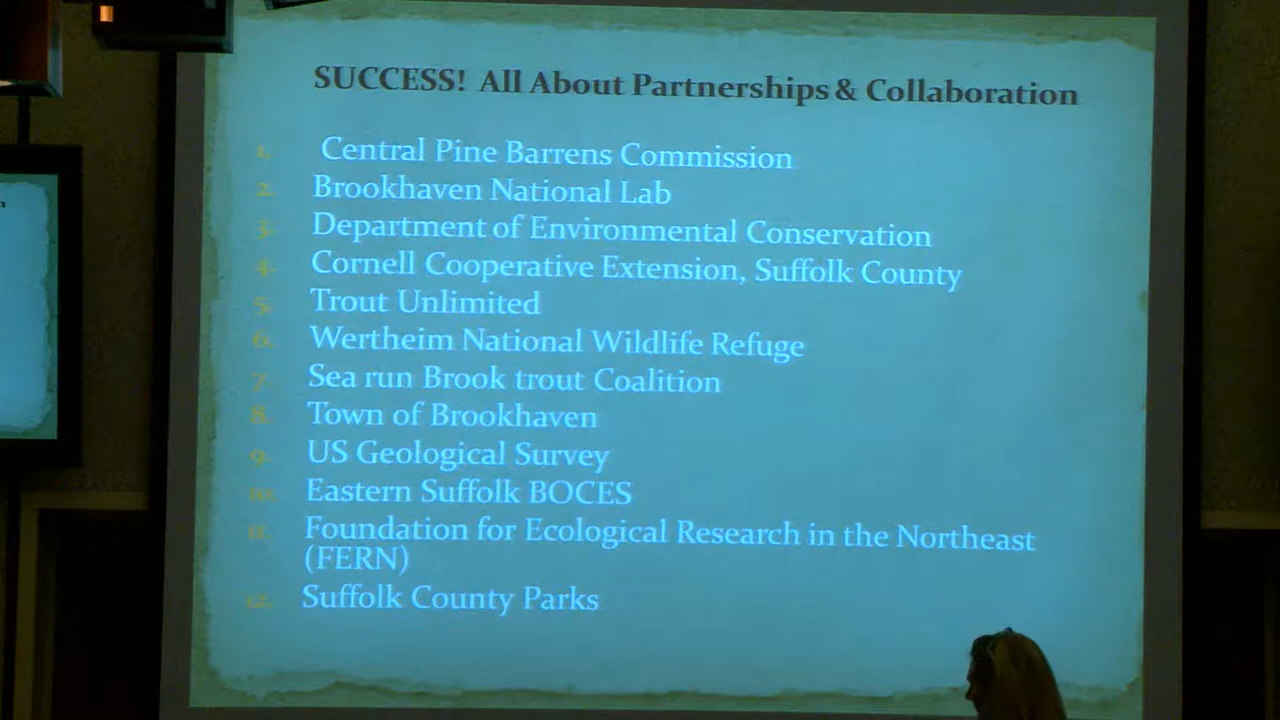 SUCCESS! All About Partnerships & Collaboration
1. Central Pine Barrens Commission
2. Brookhaven National Lab
3. Department of Environmental Conservation
4. Cornell Cooperative Extension, Suffolk County
5. Trout Unlimited
6. Wertheim National Wildlife Refuge
7. Sea run Brook trout Coalition
8. Town of Brookhaven
9. US Geological Survey
10. Eastern Suffolk BOCES
11. Foundation for Ecological Research in the Northeast
(FERN)
12. Suffolk County Parks